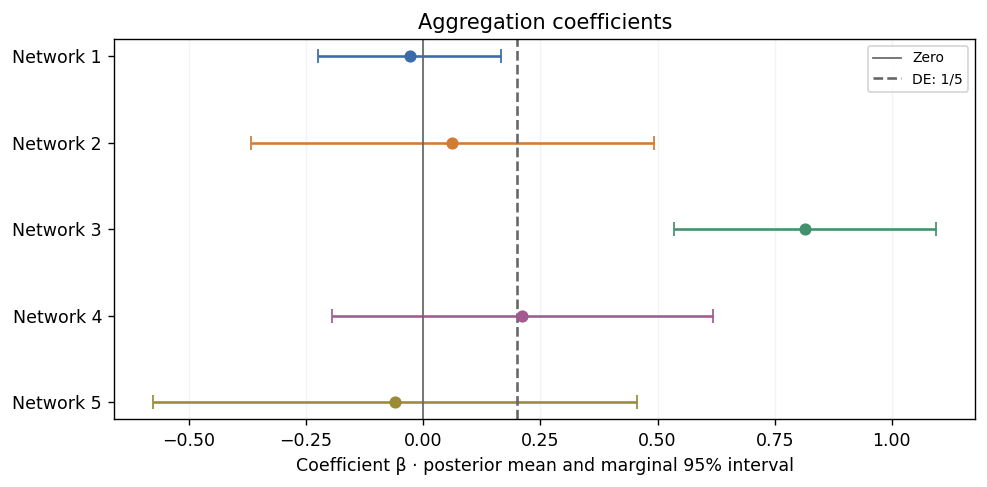 Aggregation coefficients
Network 1
Network 2
Network 3
Network 4
Network 5
Zero
DE: 1/5
−0.50
−0.25
0.00
0.25
0.50
0.75
1.00
Coefficient β · posterior mean and marginal 95% interval